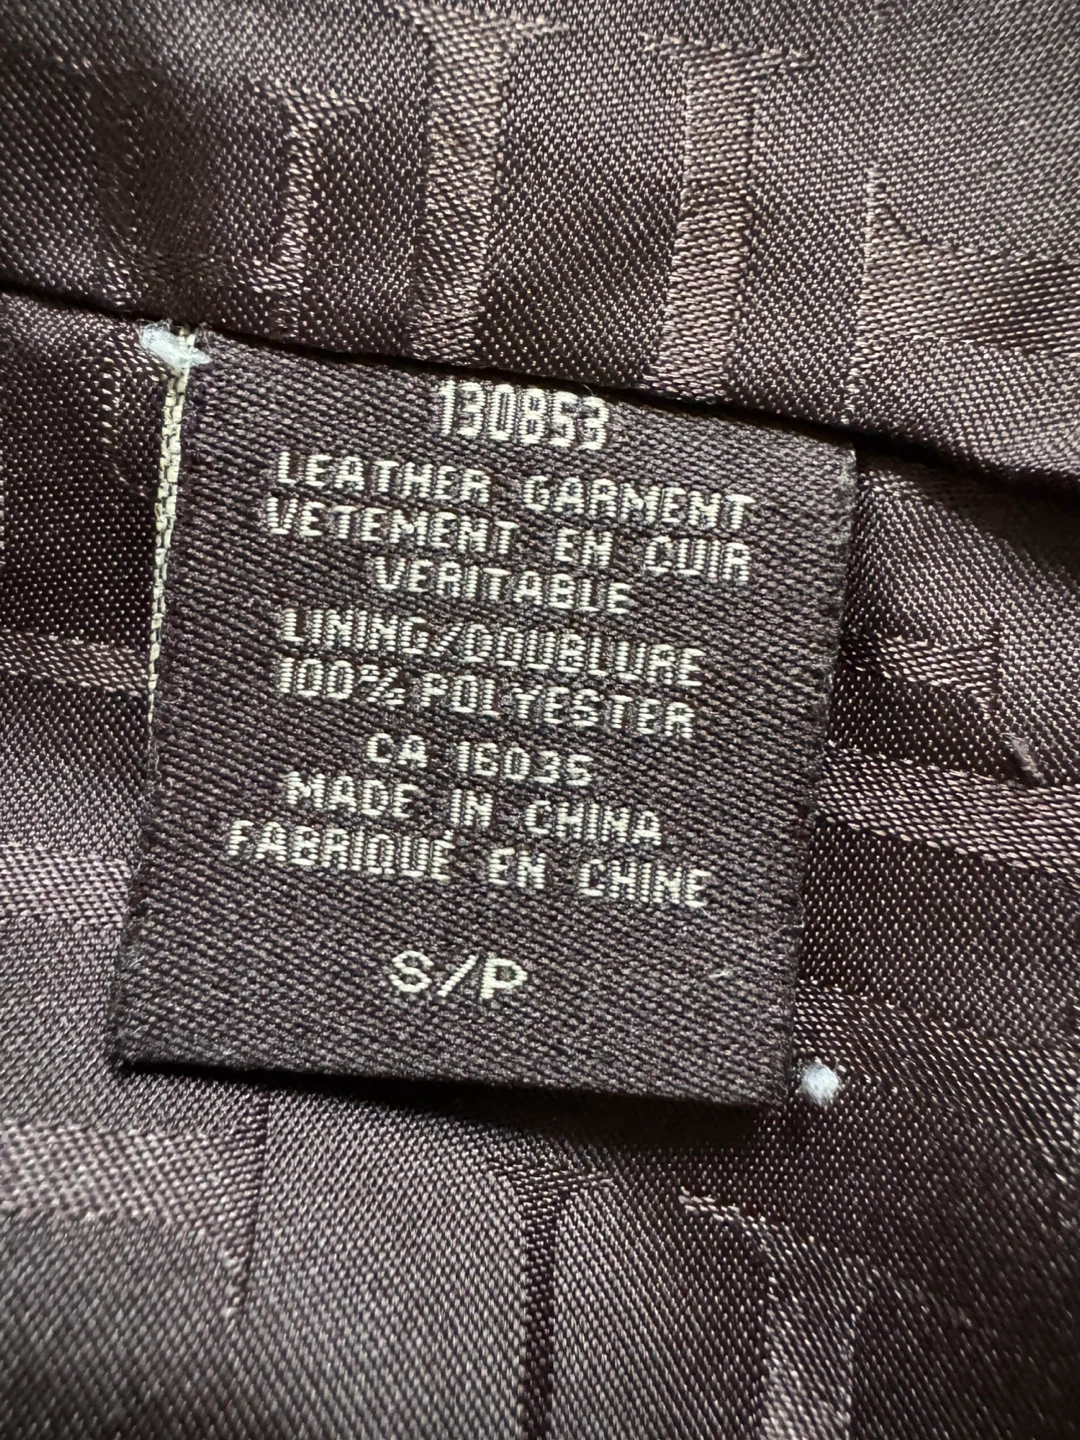 130853
LEATHER GARMENT
VETEMENT EN CUIR
VERITABLE
LINING/DOUBLURE
100% POLYESTER
CA 16035
MADE IN CHINA
FABRIQUÉ EN CHINE
S/P